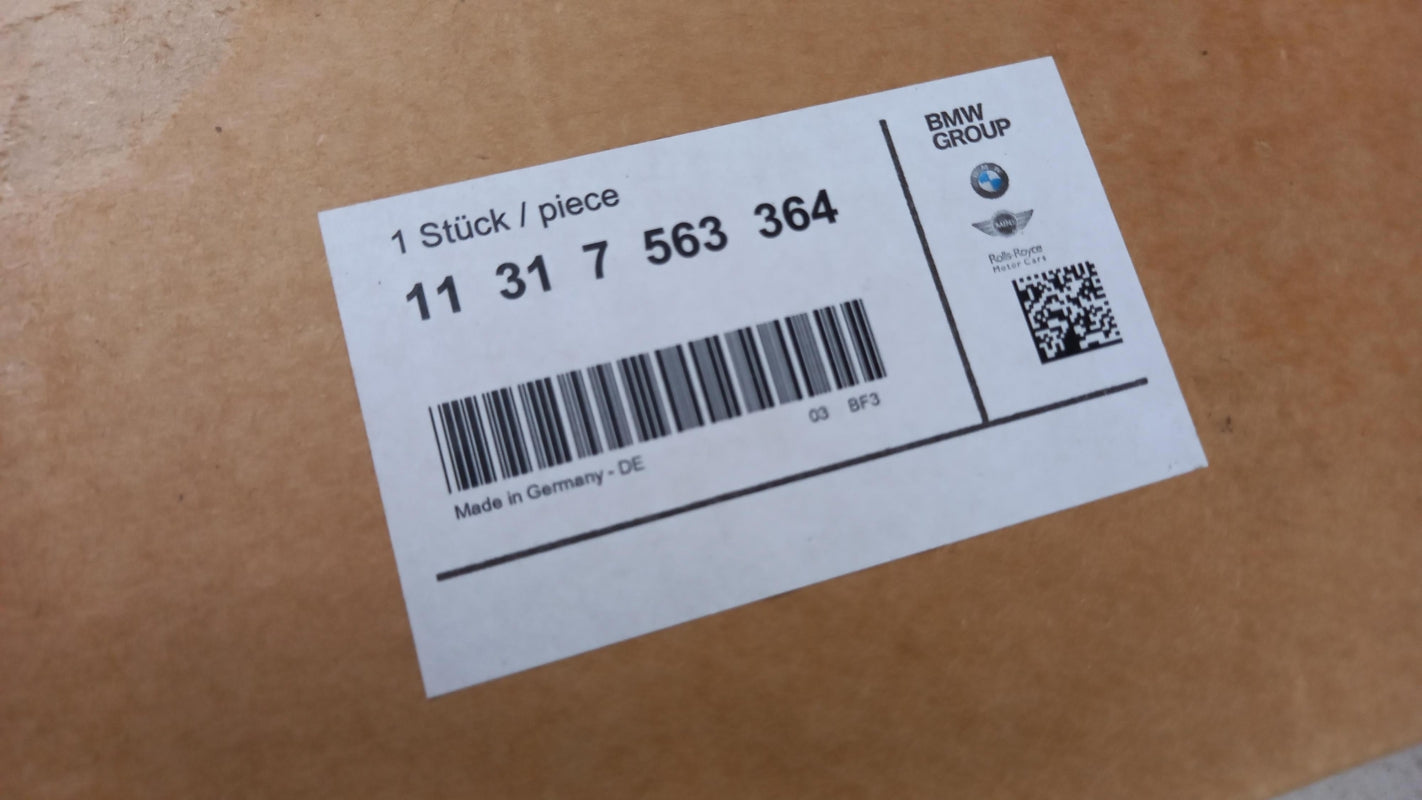 1 Stück / piece
11 31 7 563 364
03 BF3
Made in Germany - DE
BMW
GROUP
MINI
Rolls-Royce
Motor Cars